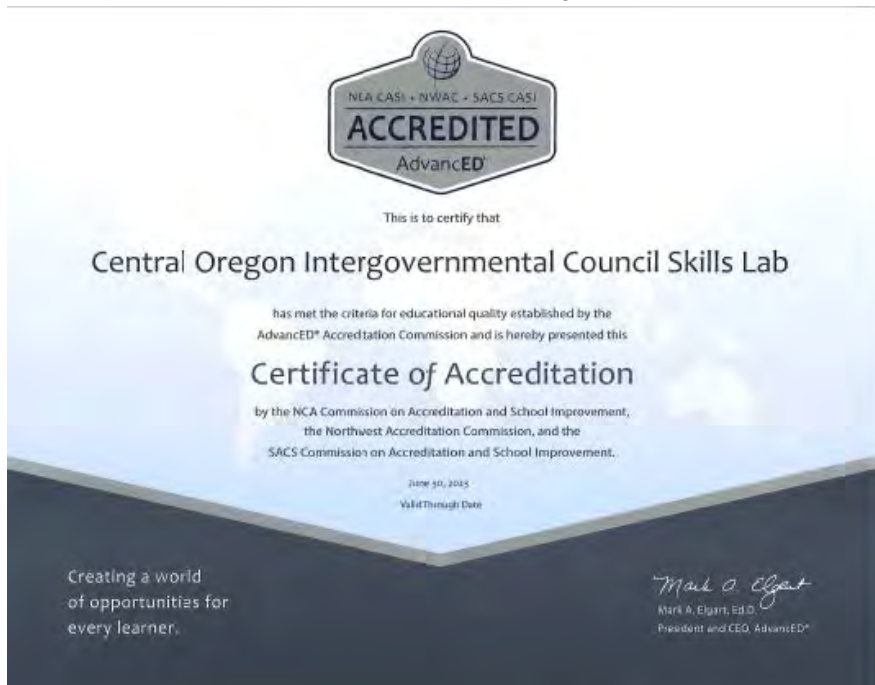 NCA CASI • NWAC • SACS CASI
ACCREDITED
AdvancED®
This is to certify that
Central Oregon Intergovernmental Council Skills Lab
has met the criteria for educational quality established by the
AdvancED® Accreditation Commission and is hereby presented this
Certificate of Accreditation
by the NCA Commission on Accreditation and School Improvement,
the Northwest Accreditation Commission, and the
SACS Commission on Accreditation and School Improvement.
June 30,
Valid Through Date
Creating a world
of opportunities for
every learner.
Mark A. Elgart
Mark A. Elgart, Ed.D.
President and CEO, AdvancED®